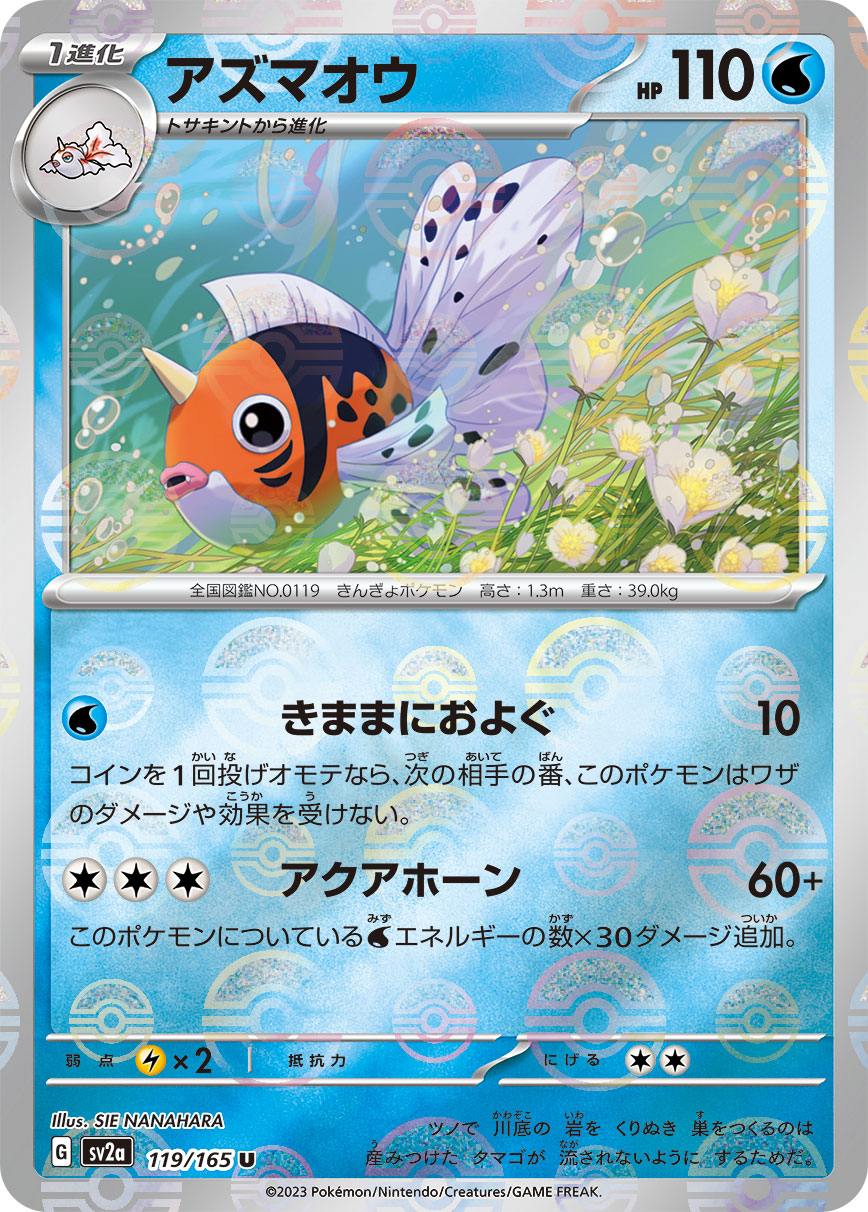 1進化
アズマオウ
HP 110
トサキントから進化
全国図鑑NO.0119 きんぎょポケモン 高さ：1.3m 重さ：39.0kg
きままにおよぐ 10
コインを1回投げオモテなら、次の相手の番、このポケモンはワザ
のダメージや効果を受けない。
アクアホーン 60+
このポケモンについているエネルギーの数×30ダメージ追加。
弱点 ×2 抵抗力 にげる
Illus. SIE NANAHARA
ツノで 川底の 岩を くりぬき 巣をつくるのは
産みつけた タマゴが 流されないように するためだ。
G sv2a 119/165 U
©2023 Pokémon/Nintendo/Creatures/GAME FREAK.